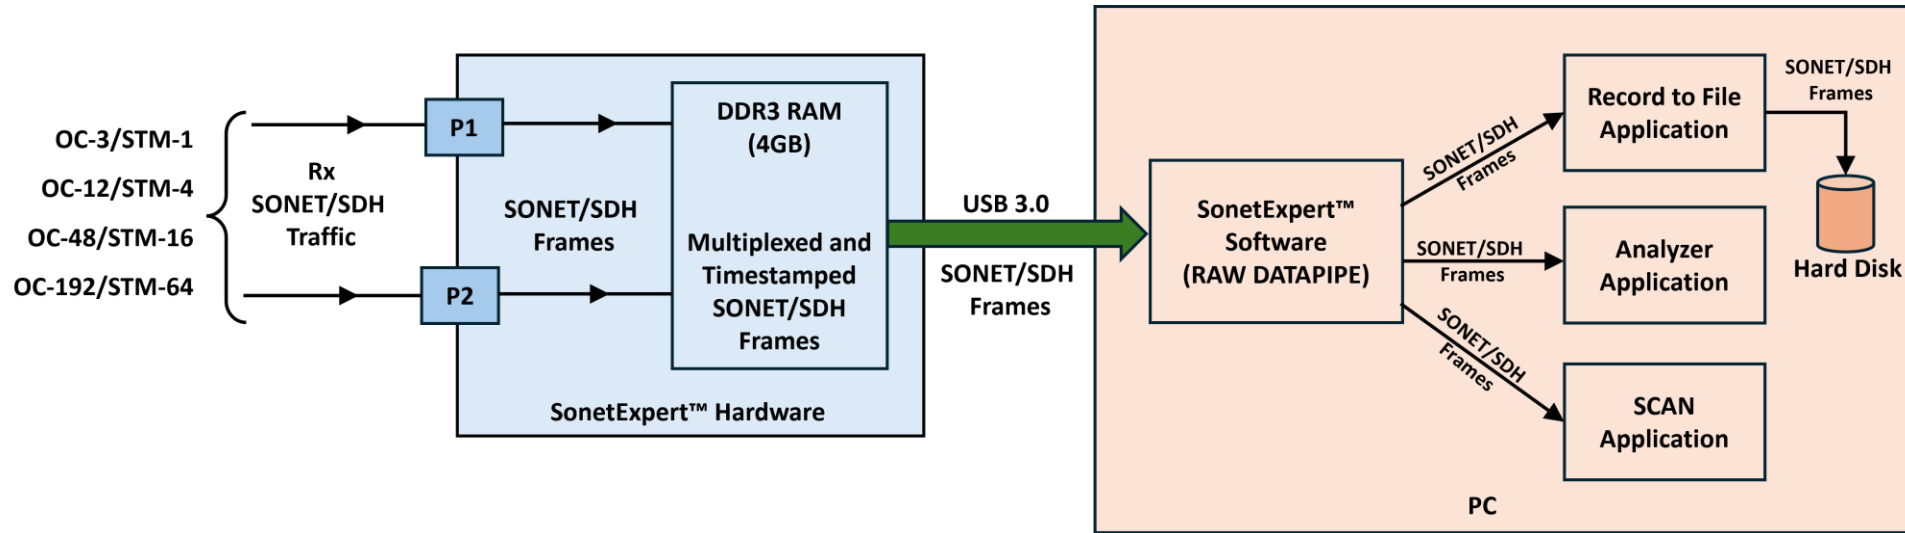 OC-3/STM-1
OC-12/STM-4
OC-48/STM-16
OC-192/STM-64
Rx
SONET/SDH
Traffic
P1
P2
SONET/SDH
Frames
DDR3 RAM
(4GB)
Multiplexed and
Timestamped
SONET/SDH
Frames
SonetExpert™ Hardware
USB 3.0
SONET/SDH
Frames
SonetExpert™
Software
(RAW DATAPIPE)
SONET/SDH
Frames
SONET/SDH
Frames
SONET/SDH
Frames
Record to File
Application
Analyzer
Application
SCAN
Application
SONET/SDH
Frames
Hard Disk
PC